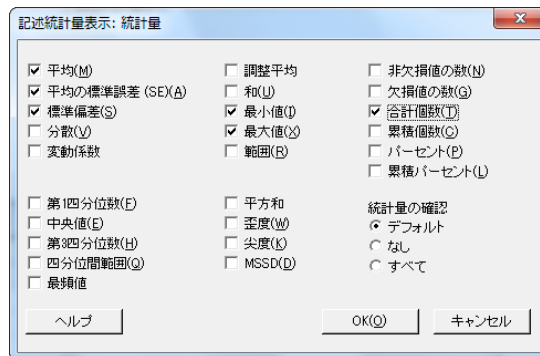 記述統計量表示: 統計量
平均(M)
平均の標準誤差 (SE)(A)
標準偏差(S)
分散(V)
変動係数
調整平均
和(U)
最小値(I)
最大値(X)
範囲(R)
非欠損値の数(N)
欠損値の数(G)
合計個数(T)
累積個数(C)
パーセント(P)
累積パーセント(L)
第1四分位数(F)
中央値(E)
第3四分位数(H)
四分位間範囲(Q)
最頻値
平方和
歪度(W)
尖度(K)
MSSD(D)
統計量の確認
デフォルト
なし
すべて
ヘルプ
OK(O)
キャンセル